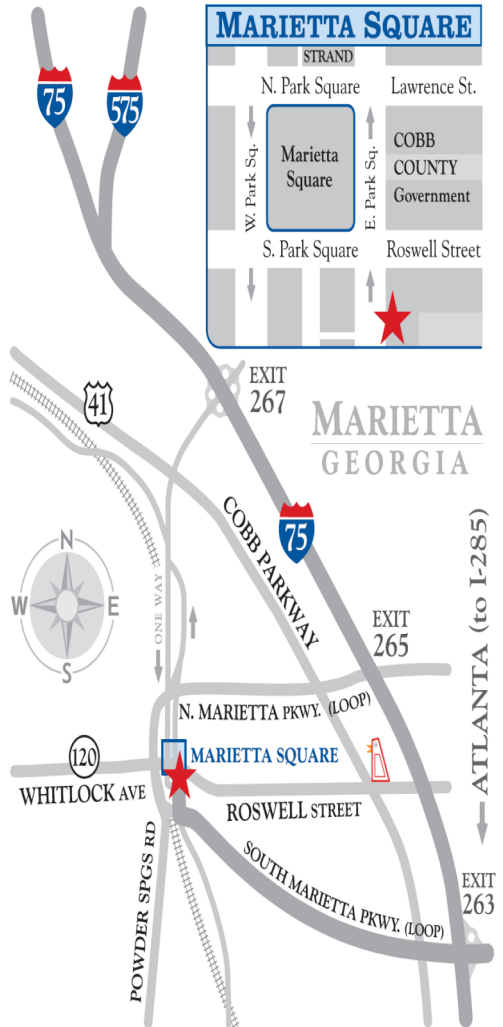 MARIETTA SQUARE
STRAND
N. Park Square
Lawrence St.
W. Park Sq.
Marietta
Square
E. Park Sq.
COBB
COUNTY
Government
S. Park Square
Roswell Street
75
575
EXIT
267
41
MARIETTA
GEORGIA
COBB PARKWAY
75
ATLANTA (to I-285)
N
W
E
S
ONE WAY
EXIT
265
N. MARIETTA PKWY. (LOOP)
120
MARIETTA SQUARE
WHITLOCK AVE
ROSWELL STREET
POWDER SPGS RD
SOUTH MARIETTA PKWY. (LOOP)
EXIT
263